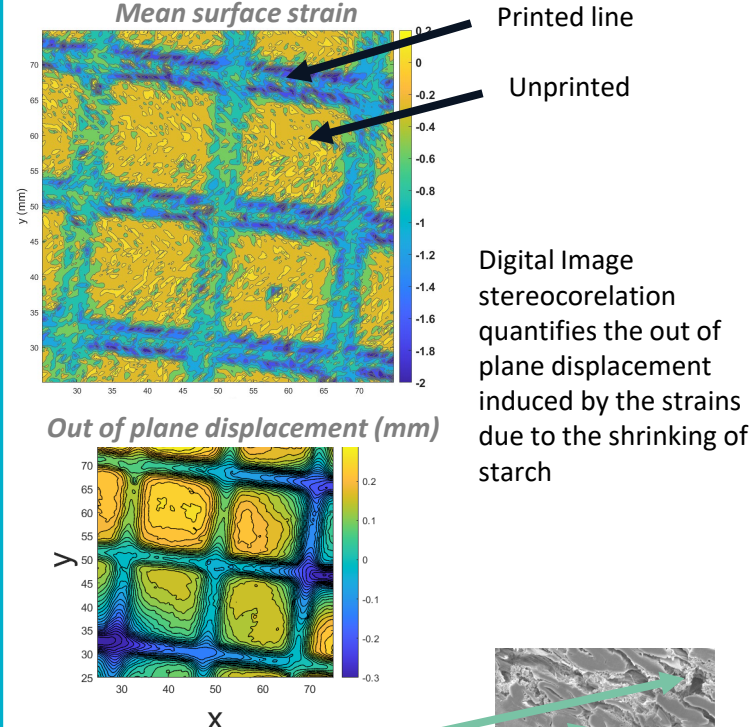 Mean surface strain
Printed line
Unprinted
0.2
0
-0.2
-0.4
-0.6
-0.8
-1
-1.2
-1.4
-1.6
-1.8
-2
y (mm)
70
65
60
55
50
45
40
35
30
30 35 40 45 50 55 60 65 70
Digital Image
stereocorelation
quantifies the out of
plane displacement
induced by the strains
due to the shrinking of
starch
Out of plane displacement (mm)
y
70
65
60
55
50
45
40
35
30
25
30 40 50 60 70
x
0.2
0.1
0
-0.1
-0.2
-0.3